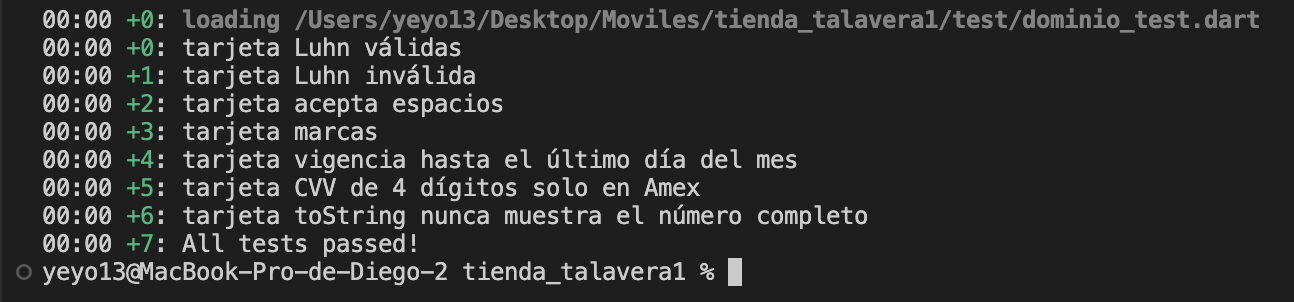 00:00 +0: loading /Users/yeyo13/Desktop/Moviles/tienda_talavera1/test/dominio_test.dart
00:00 +0: tarjeta Luhn válidas
00:00 +1: tarjeta Luhn inválida
00:00 +2: tarjeta acepta espacios
00:00 +3: tarjeta marcas
00:00 +4: tarjeta vigencia hasta el último día del mes
00:00 +5: tarjeta CVV de 4 dígitos solo en Amex
00:00 +6: tarjeta toString nunca muestra el número completo
00:00 +7: All tests passed!
yeyo13@MacBook-Pro-de-Diego-2 tienda_talavera1 %